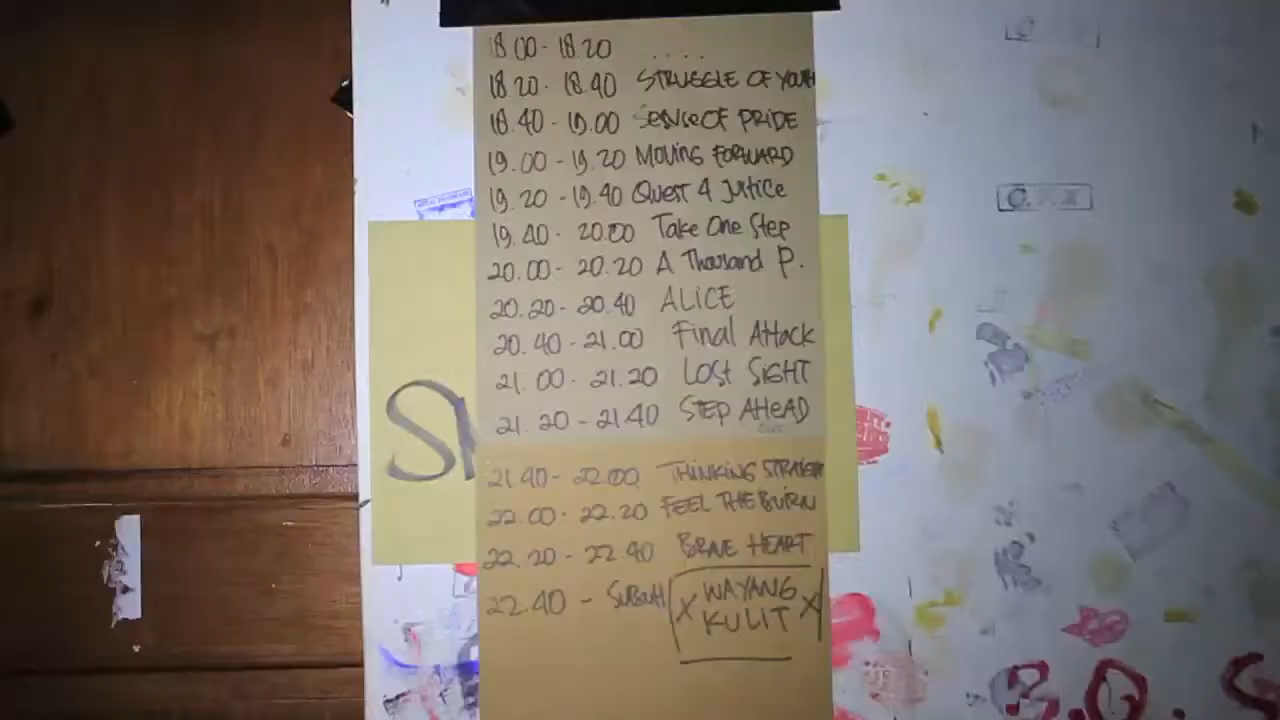 18.00 - 18.20 ....
18.20 - 18.40 STRUGGLE OF YOUTH
18.40 - 19.00 SENSE OF PRIDE
19.00 - 19.20 MOVING FORWARD
19.20 - 19.40 Quest 4 Justice
19.40 - 20.00 Take One Step
20.00 - 20.20 A Thousand P.
20.20 - 20.40 ALICE
20.40 - 21.00 Final Attack
21.00 - 21.20 LOST SIGHT
21.20 - 21.40 STEP AHEAD
21.40 - 22.00 THINKING STRAIGH
22.00 - 22.20 FEEL THE BURN
22.20 - 22.40 BRAVE HEART
22.40 - SUBUH X WAYANG KULIT X
S.O.S